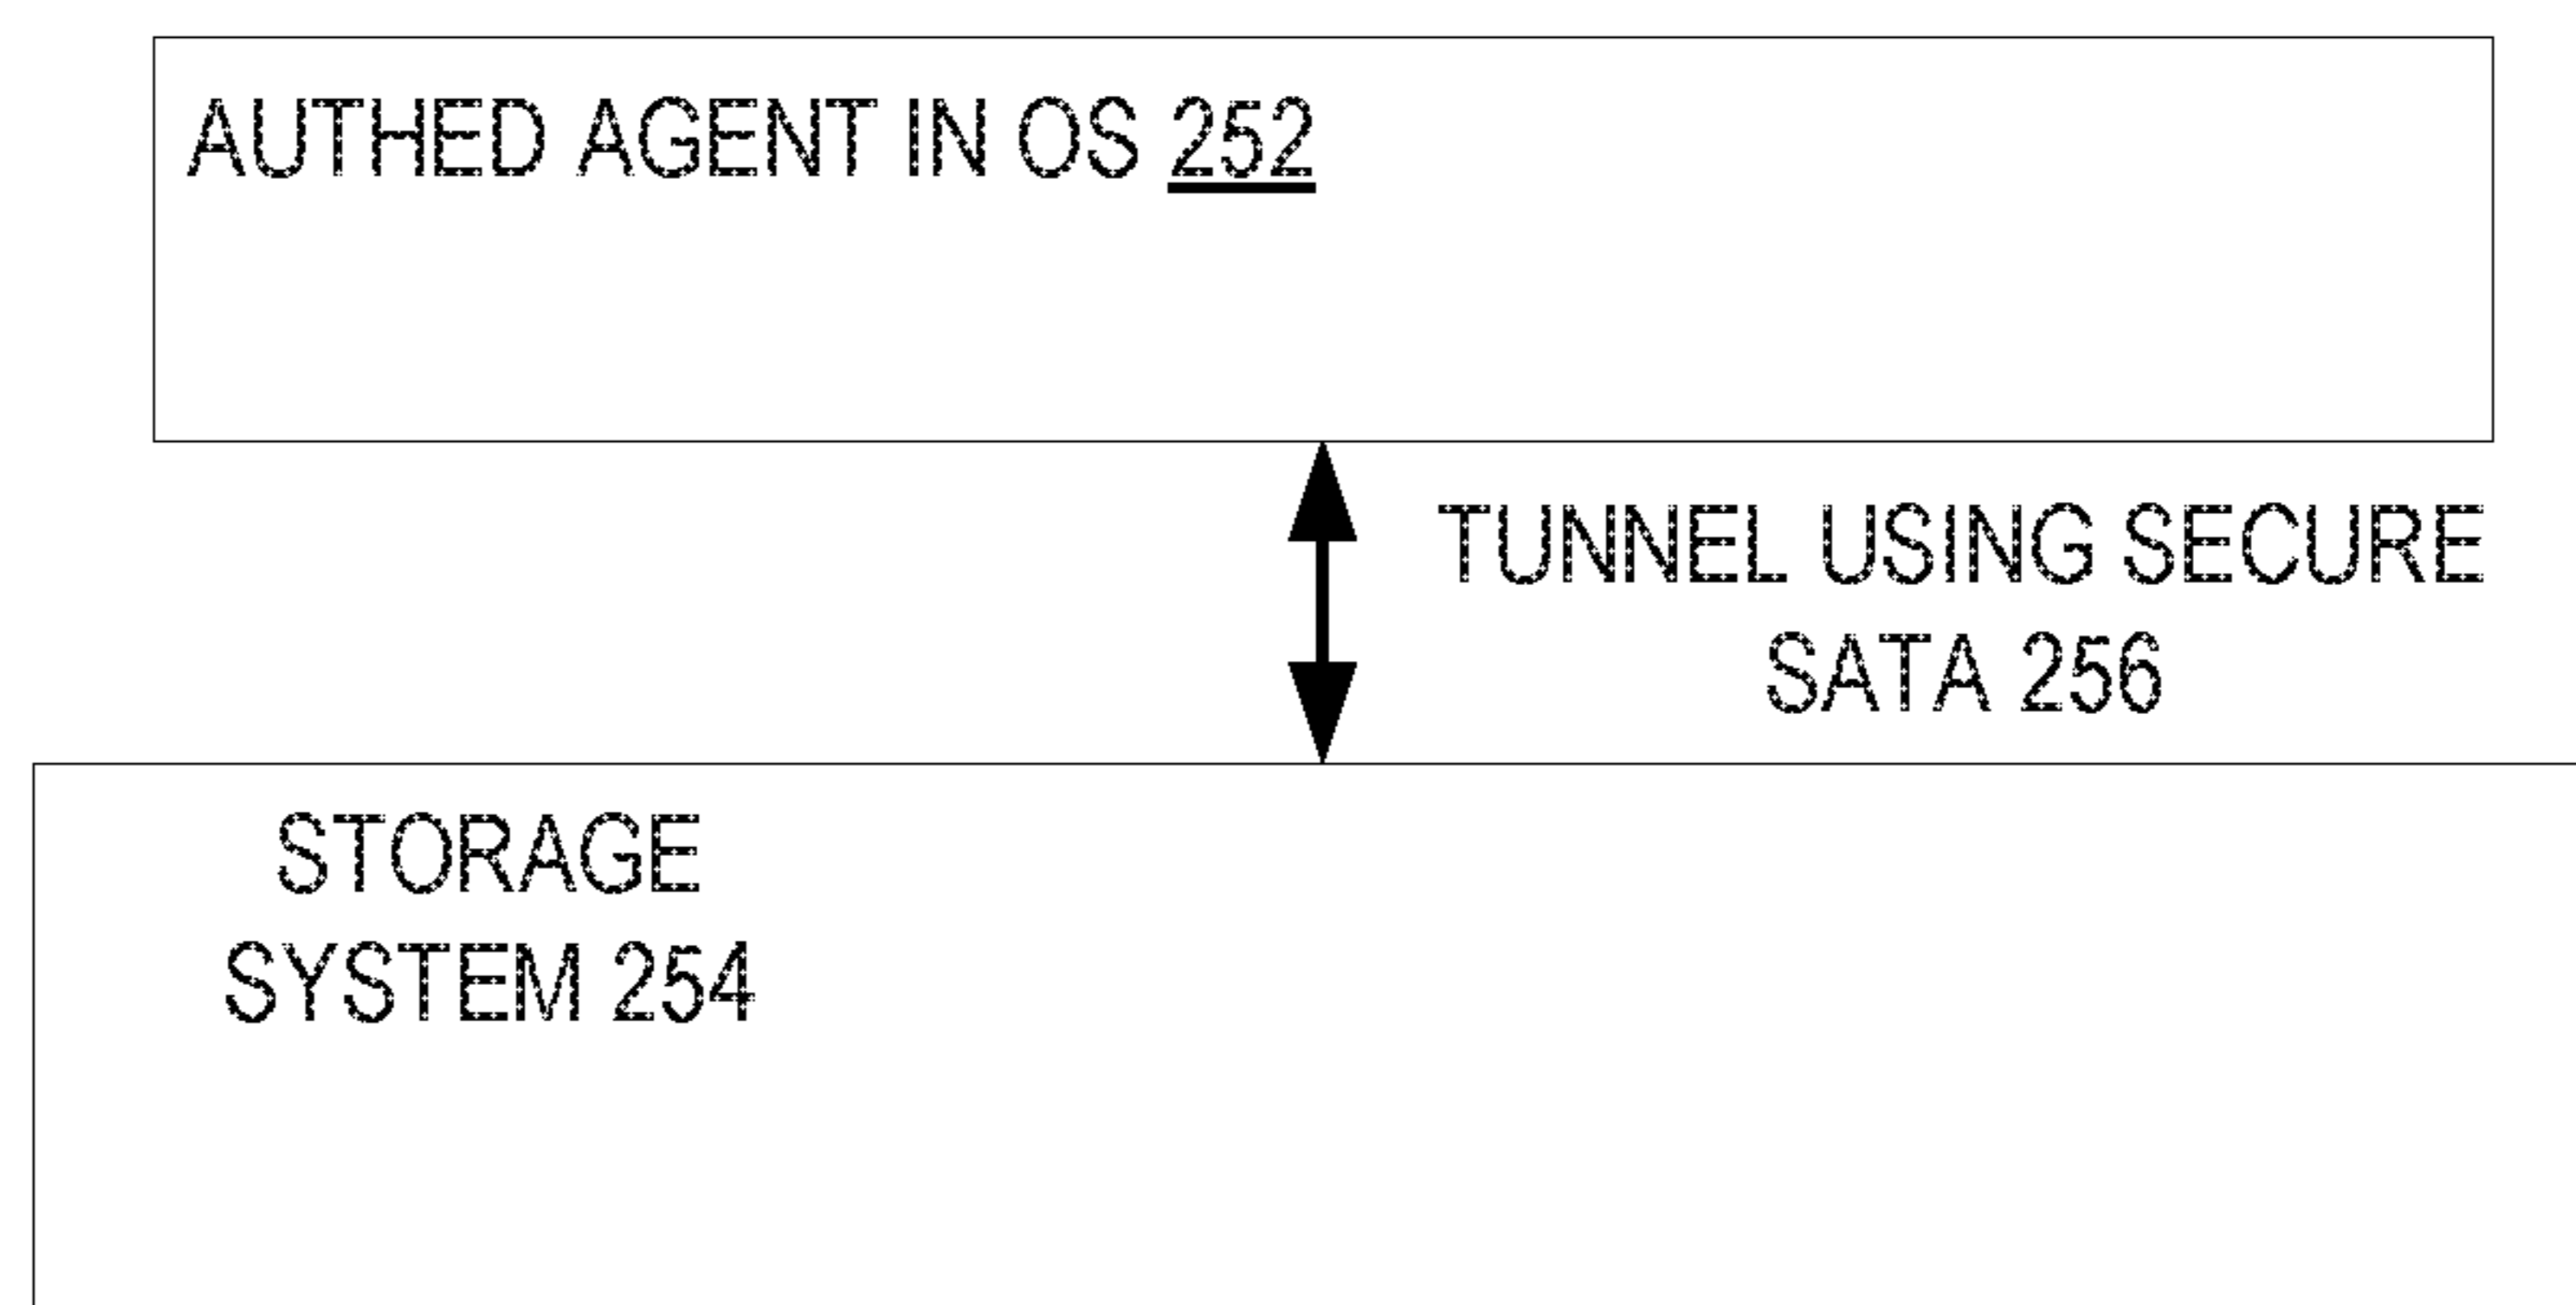 AUTHED AGENT IN OS 252
TUNNEL USING SECURE
SATA 256
STORAGE
SYSTEM 254